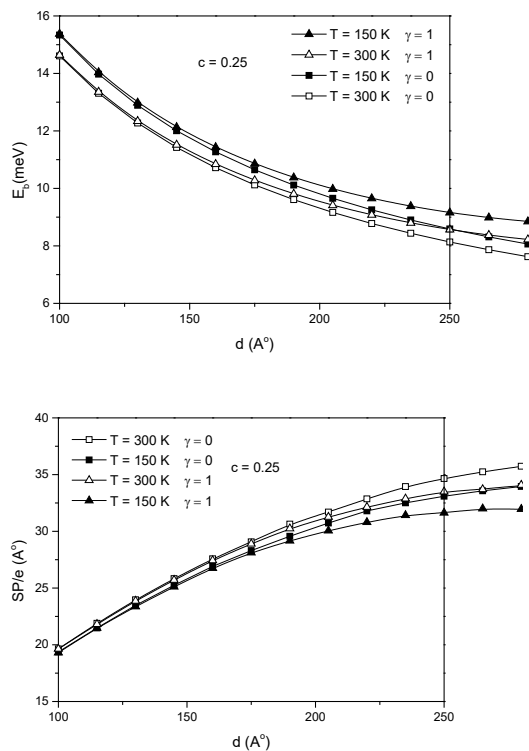 16
14
12
10
8
6
E_b(meV)
T = 150 K γ = 1
T = 300 K γ = 1
T = 150 K γ = 0
T = 300 K γ = 0
c = 0.25
100 150 200 250
d (A°)
40
35
30
25
20
15
SP/e (A°)
T = 300 K γ = 0
T = 150 K γ = 0
T = 300 K γ = 1
T = 150 K γ = 1
c = 0.25
100 150 200 250
d (A°)